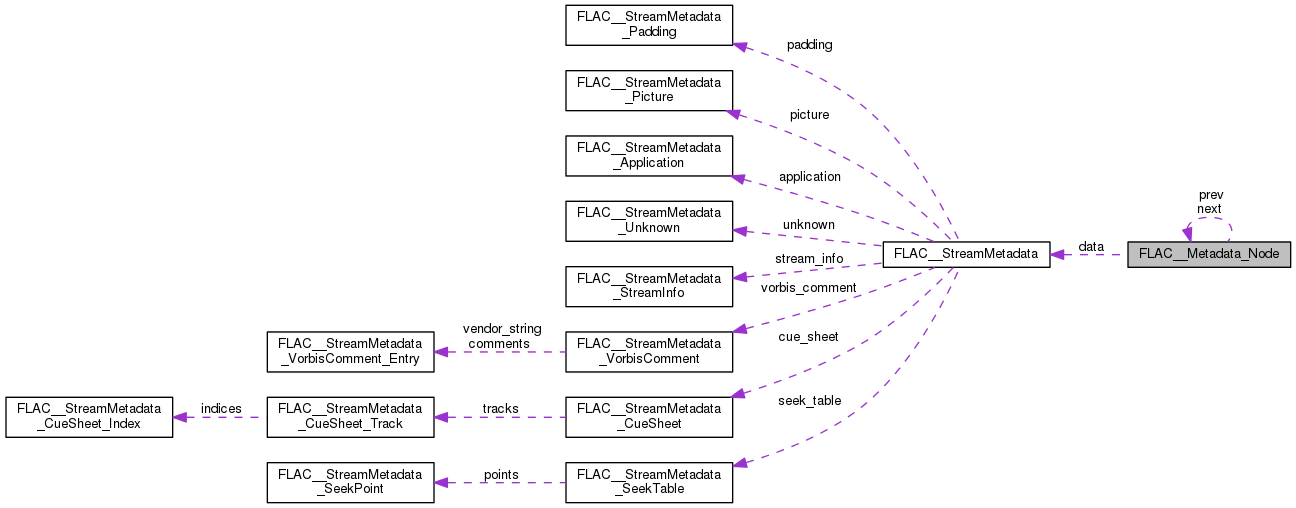 FLAC__StreamMetadata
_Padding
padding
FLAC__StreamMetadata
_Picture
picture
FLAC__StreamMetadata
_Application
application
FLAC__StreamMetadata
_Unknown
unknown
prev
next
FLAC__StreamMetadata
data
FLAC__Metadata_Node
FLAC__StreamMetadata
_StreamInfo
stream_info
vorbis_comment
FLAC__StreamMetadata
_VorbisComment_Entry
vendor_string
comments
FLAC__StreamMetadata
_VorbisComment
cue_sheet
FLAC__StreamMetadata
_CueSheet_Index
indices
FLAC__StreamMetadata
_CueSheet_Track
tracks
FLAC__StreamMetadata
_CueSheet
seek_table
FLAC__StreamMetadata
_SeekPoint
points
FLAC__StreamMetadata
_SeekTable